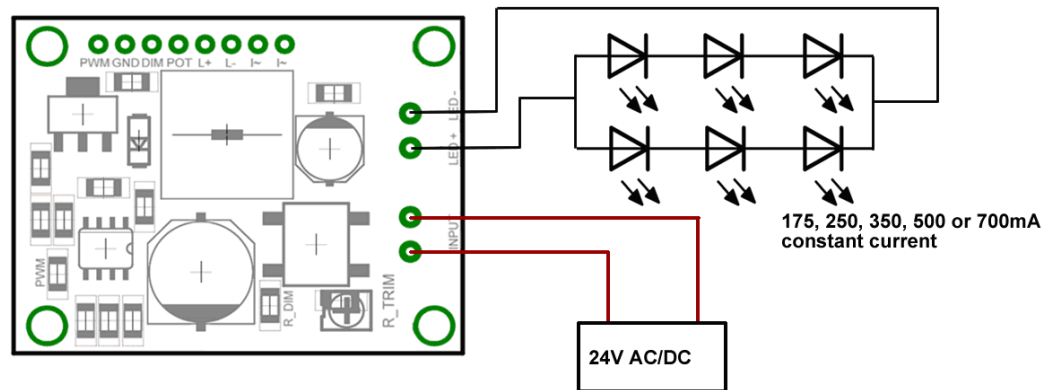 PWM GND DIM POT L+ L- I~ I~
LED -
LED +
INPUT
PWM
R_DIM
R_TRIM
175, 250, 350, 500 or 700mA
constant current
24V AC/DC